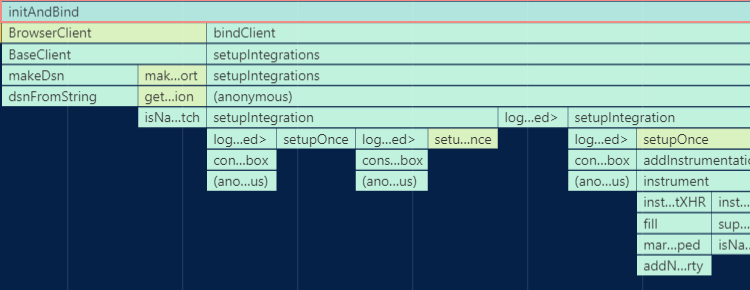 initAndBind
BrowserClient bindClient
BaseClient setupIntegrations
makeDsn mak...ort setupIntegrations
dsnFromString get...ion (anonymous)
isNa...tch setupIntegration log...ed> setupIntegration
log...ed> setupOnce log...ed> setu...nce log...ed> setupOnce
con...box cons...box con...box addInstrumentatio
(ano...us) (ano...us) (ano...us) instrument
inst...tXHR inst...
fill sup...
mar...ped isNa...
addN...rty